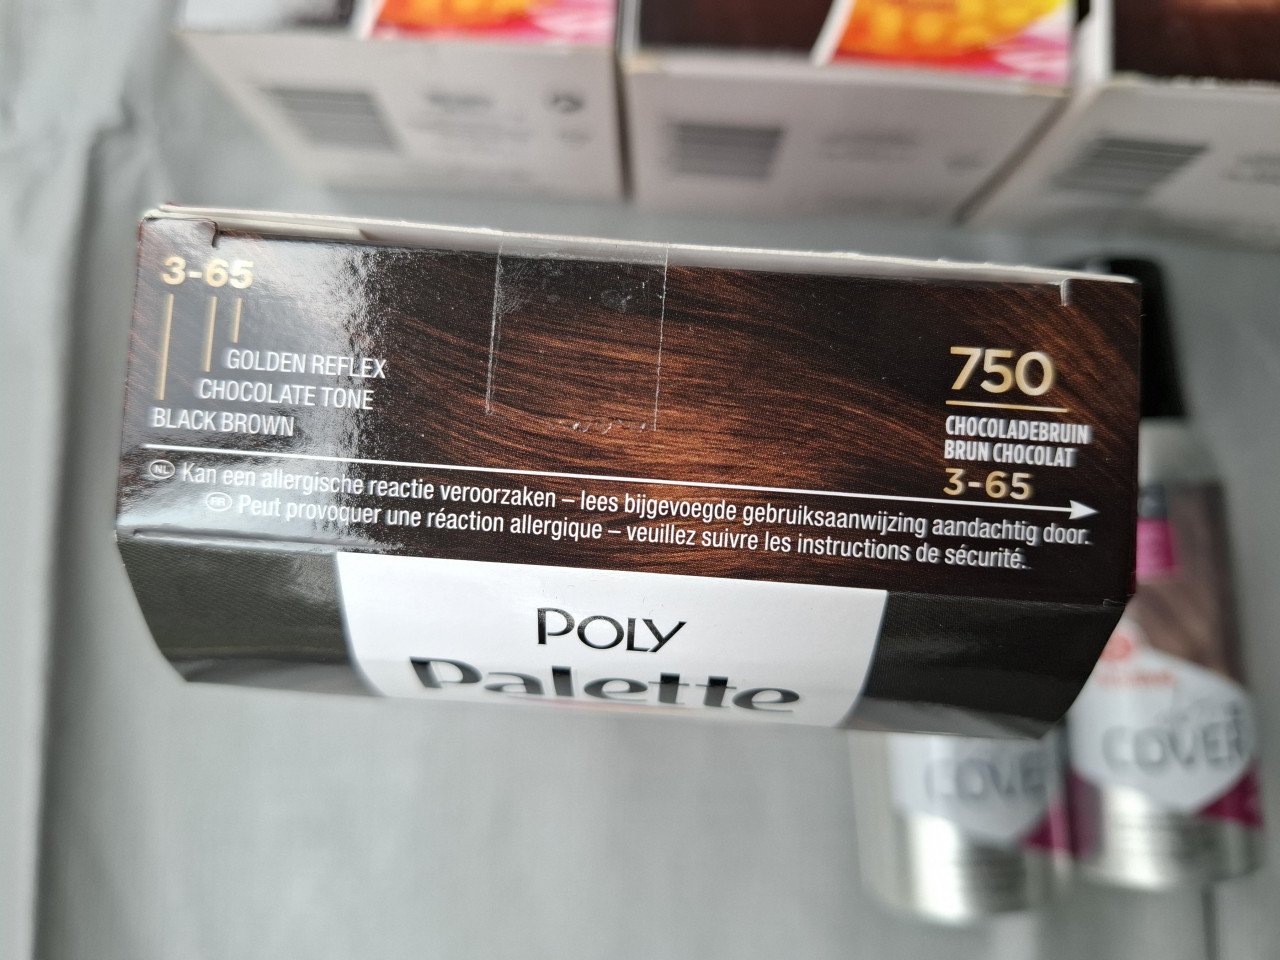 3-65
GOLDEN REFLEX
CHOCOLATE TONE
BLACK BROWN
750
CHOCOLADEBRUIN
BRUN CHOCOLAT
3-65
NL Kan een allergische reactie veroorzaken – lees bijgevoegde gebruiksaanwijzing aandachtig door.
FR Peut provoquer une réaction allergique – veuillez suivre les instructions de sécurité.
POLY
Palette
COVER
COVE